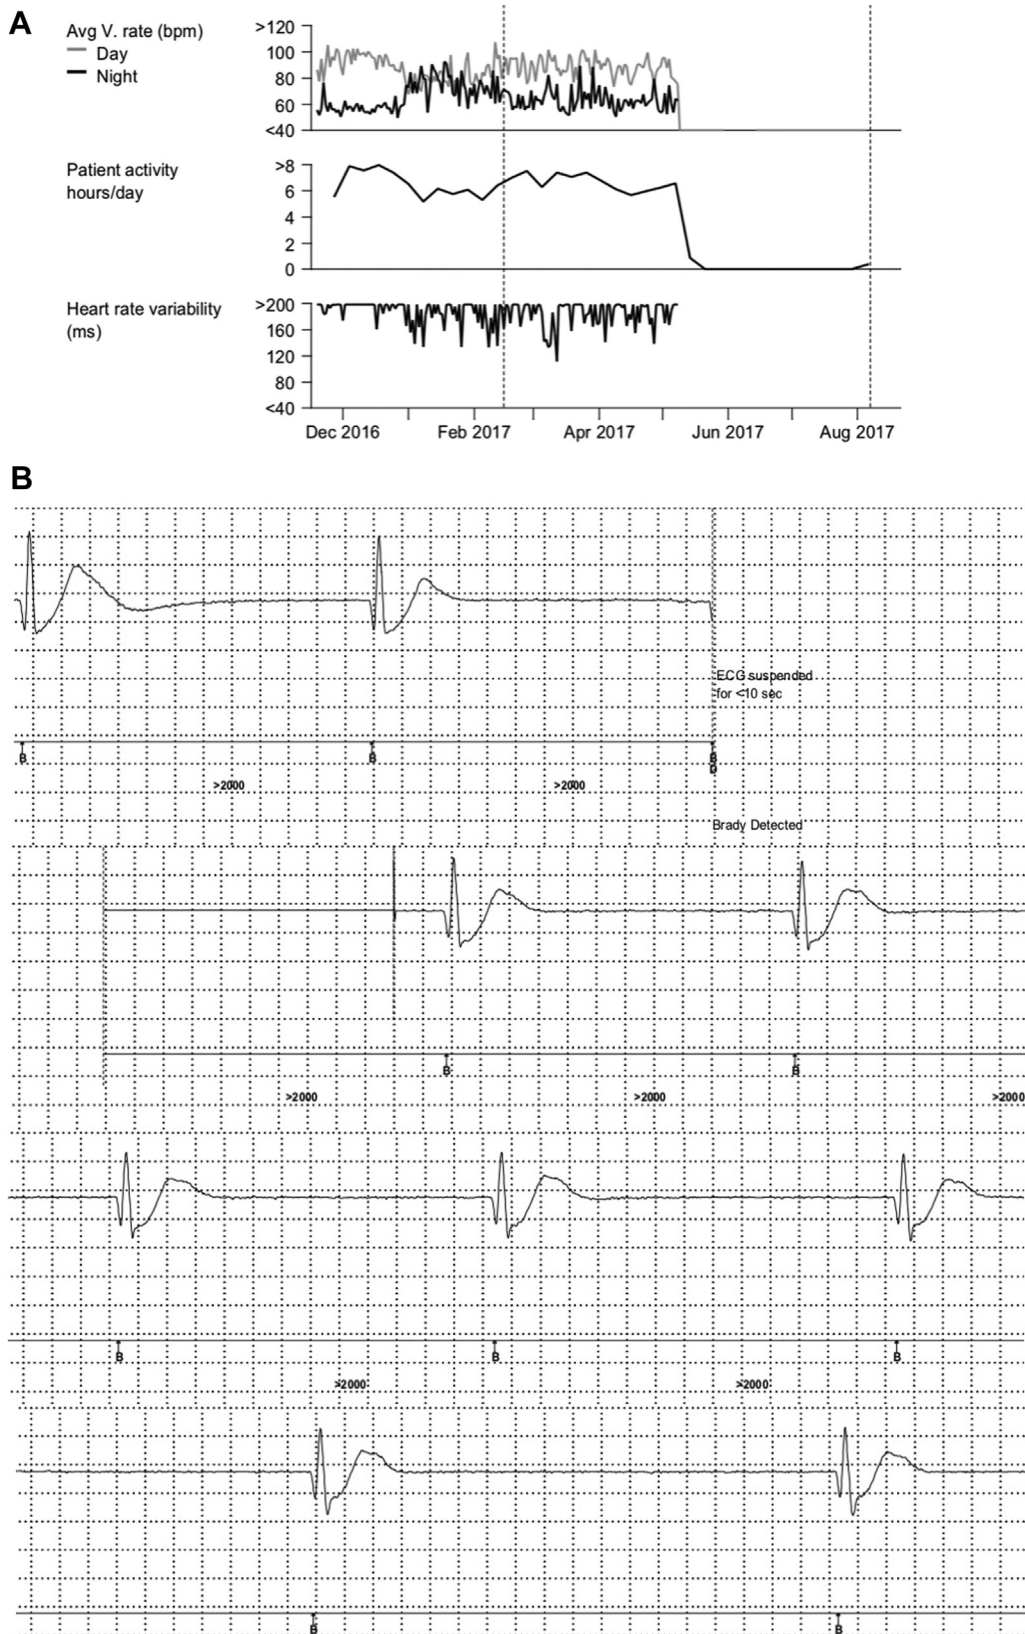 A
Avg V. rate (bpm)
Day
Night
>120
100
80
60
<40
Patient activity
hours/day
>8
6
4
2
0
Heart rate variability
(ms)
>200
160
120
80
<40
Dec 2016 Feb 2017 Apr 2017 Jun 2017 Aug 2017
B
ECG suspended
for <10 sec
B B B
D
>2000 >2000
Brady Detected
B B
>2000 >2000 >2000
B B B
>2000 >2000
B B